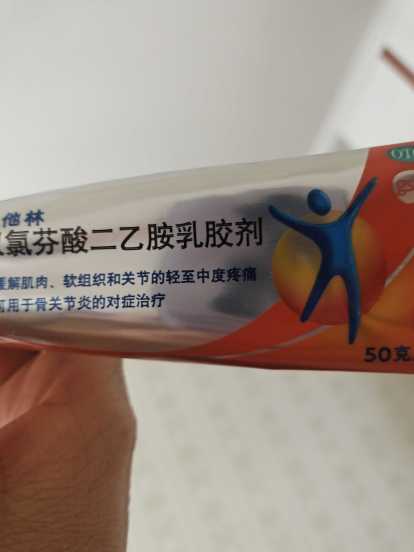 他林
氯芬酸二乙胺乳胶剂
缓解肌肉、软组织和关节的轻至中度疼痛
可用于骨关节炎的对症治疗
OTC
50克